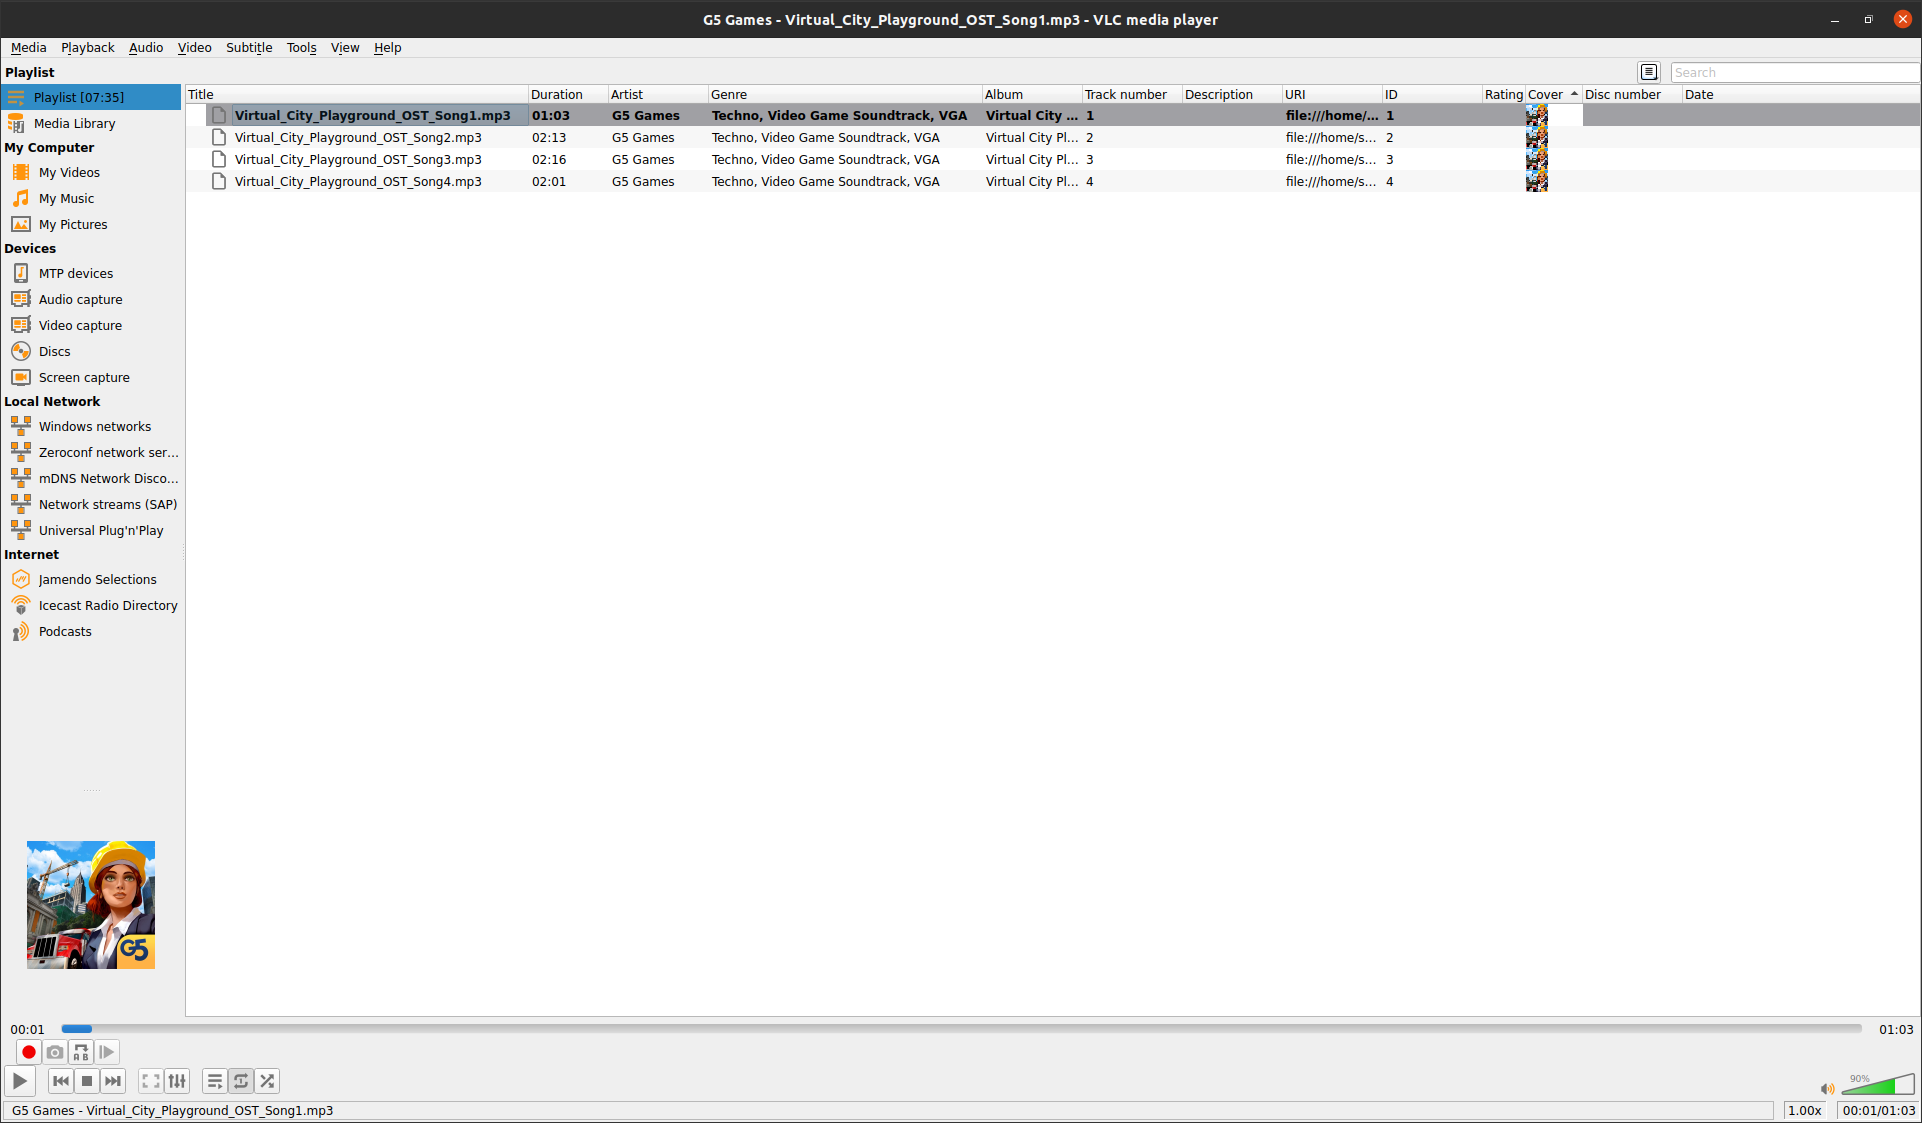 G5 Games - Virtual_City_Playground_OST_Song1.mp3 - VLC media player
Media Playback Audio Video Subtitle Tools View Help
Playlist
Search
Title Duration Artist Genre Album Track number Description URI ID Rating Cover Disc number Date
Virtual_City_Playground_OST_Song1.mp3 01:03 G5 Games Techno, Video Game Soundtrack, VGA Virtual City ... 1 file:///home/... 1
Virtual_City_Playground_OST_Song2.mp3 02:13 G5 Games Techno, Video Game Soundtrack, VGA Virtual City Pl... 2 file:///home/s... 2
Virtual_City_Playground_OST_Song3.mp3 02:16 G5 Games Techno, Video Game Soundtrack, VGA Virtual City Pl... 3 file:///home/s... 3
Virtual_City_Playground_OST_Song4.mp3 02:01 G5 Games Techno, Video Game Soundtrack, VGA Virtual City Pl... 4 file:///home/s... 4
Playlist [07:35]
Media Library
My Computer
My Videos
My Music
My Pictures
Devices
MTP devices
Audio capture
Video capture
Discs
Screen capture
Local Network
Windows networks
Zeroconf network ser...
mDNS Network Disco...
Network streams (SAP)
Universal Plug'n'Play
Internet
Jamendo Selections
Icecast Radio Directory
Podcasts
G5
00:01 01:03
A B
90%
G5 Games - Virtual_City_Playground_OST_Song1.mp3 1.00x 00:01/01:03